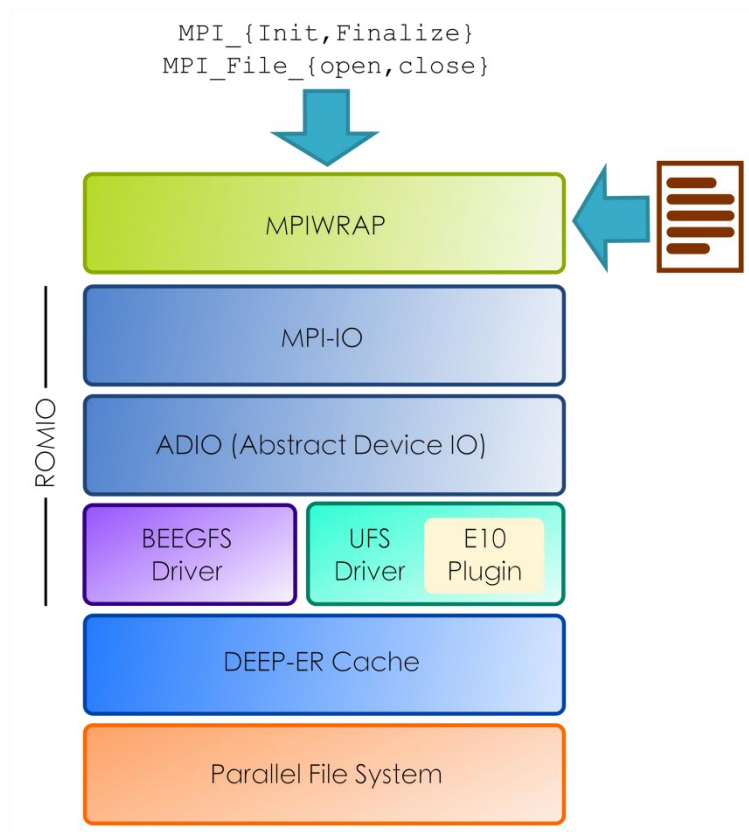 MPI_{Init,Finalize}
MPI_File_{open,close}
MPIWRAP
MPI-IO
ROMIO
ADIO (Abstract Device IO)
BEEGFS
Driver
UFS
Driver
E10
Plugin
DEEP-ER Cache
Parallel File System